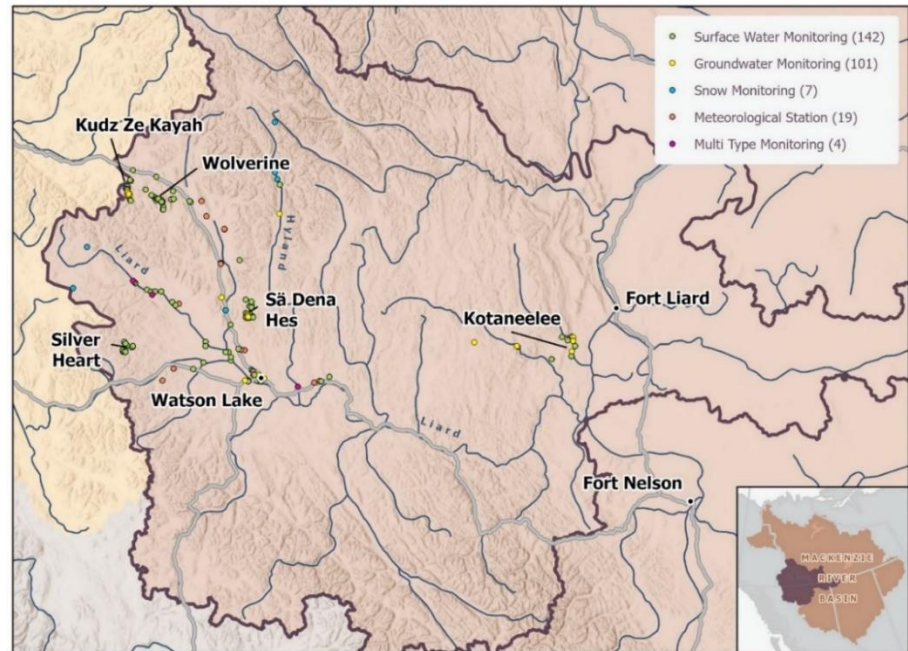 Surface Water Monitoring (142)
Groundwater Monitoring (101)
Snow Monitoring (7)
Meteorological Station (19)
Multi Type Monitoring (4)
Kudz Ze Kayah
Wolverine
Hyland
Liard
Sä Dena
Hes
Fort Liard
Kotaneelee
Silver
Heart
Watson Lake
Liard
Fort Nelson
MACKENZIE
RIVER
BASIN